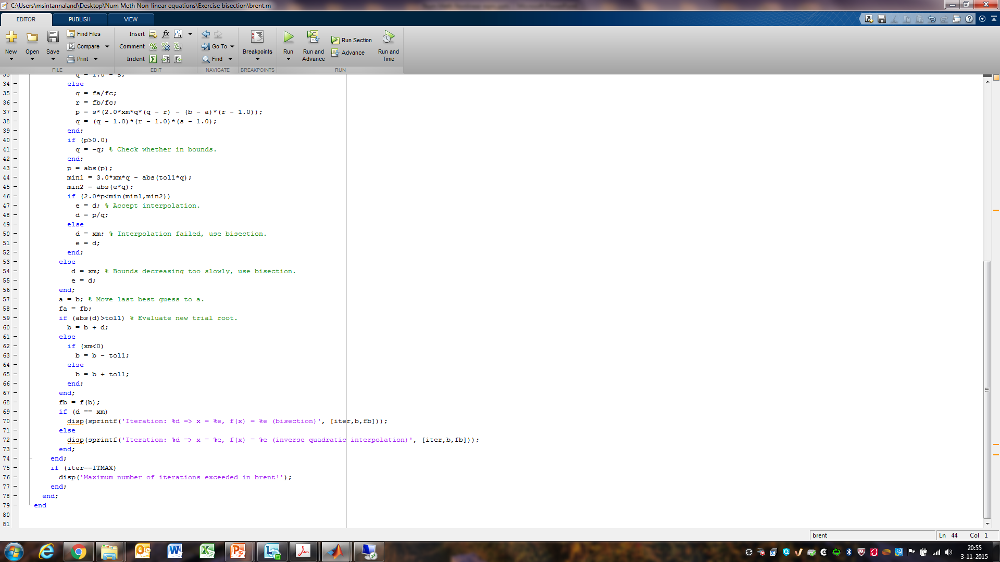 C:\Users\msintannaland\Desktop\Num Meth Non-linear equations\Exercise bisection\brent.m
EDITOR PUBLISH VIEW
New Open Save Find Files Compare Print
Insert fx Comment Indent
Go To Find
Breakpoints
Run Run and Advance Run Section Advance Run and Time
FILE EDIT NAVIGATE BREAKPOINTS RUN
33 q = 1.0 - s;
34 – else
35 – q = fa/fc;
36 – r = fb/fc;
37 – p = s*(2.0*xm*q*(q - r) - (b - a)*(r - 1.0));
38 – q = (q - 1.0)*(r - 1.0)*(s - 1.0);
39 – end;
40 – if (p>0.0)
41 – q = -q; % Check whether in bounds.
42 – end;
43 – p = abs(p);
44 – min1 = 3.0*xm*q - abs(tol1*q);
45 – min2 = abs(e*q);
46 – if (2.0*p<min(min1,min2))
47 – e = d; % Accept interpolation.
48 – d = p/q;
49 – else
50 – d = xm; % Interpolation failed, use bisection.
51 – e = d;
52 – end;
53 – else
54 – d = xm; % Bounds decreasing too slowly, use bisection.
55 – e = d;
56 – end;
57 – a = b; % Move last best guess to a.
58 – fa = fb;
59 – if (abs(d)>tol1) % Evaluate new trial root.
60 – b = b + d;
61 – else
62 – if (xm<0)
63 – b = b - tol1;
64 – else
65 – b = b + tol1;
66 – end;
67 – end;
68 – fb = f(b);
69 – if (d == xm)
70 – disp(sprintf('Iteration: %d => x = %e, f(x) = %e (bisection)', [iter,b,fb]));
71 – else
72 – disp(sprintf('Iteration: %d => x = %e, f(x) = %e (inverse quadratic interpolation)', [iter,b,fb]));
73 – end;
74 – end;
75 – if (iter==ITMAX)
76 – disp('Maximum number of iterations exceeded in brent!');
77 – end;
78 – end;
79 – end
80
81
brent Ln 44 Col 1
20:55
3-11-2015